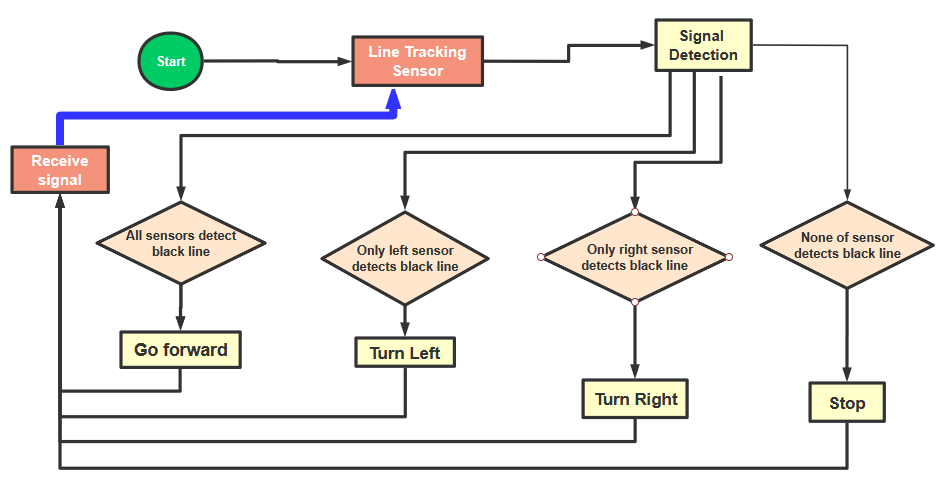 Start
Line Tracking
Sensor
Signal
Detection
Receive
signal
All sensors detect
black line
Only left sensor
detects black line
Only right sensor
detects black line
None of sensor
detects black line
Go forward
Turn Left
Turn Right
Stop